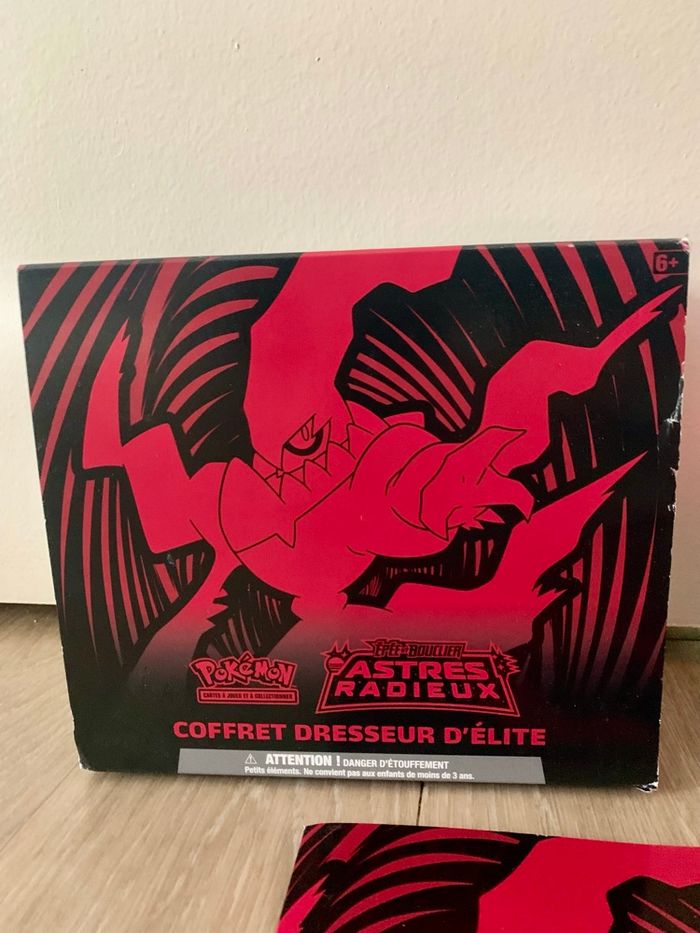 6+
Pokémon
CARTES À JOUER ET À COLLECTIONNER
ÉPÉE ET BOUCLIER
ASTRES
RADIEUX
COFFRET DRESSEUR D'ÉLITE
⚠ ATTENTION ! DANGER D'ÉTOUFFEMENT
Petits éléments. Ne convient pas aux enfants de moins de 3 ans.